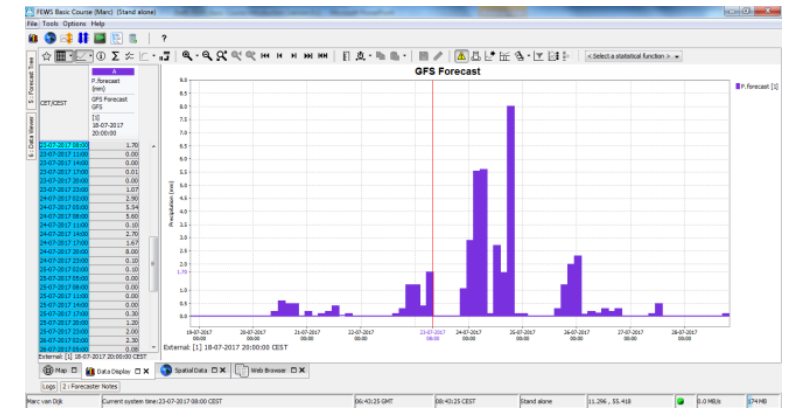 FEWS Basic Course (Marc) (Stand alone)
File Tools Options Help
?
< Select a statistical function >
5 : Forecast Tree
6 : Data Viewer
CET/CEST
A
P.forecast
(mm)
GFS Forecast
GFS
[1]
18-07-2017
20:00:00
23-07-2017 08:00 1.70
23-07-2017 11:00 0.00
23-07-2017 14:00 0.00
23-07-2017 17:00 0.01
23-07-2017 20:00 0.00
23-07-2017 23:00 1.07
24-07-2017 02:00 2.90
24-07-2017 05:00 5.54
24-07-2017 08:00 5.60
24-07-2017 11:00 0.10
24-07-2017 14:00 2.70
24-07-2017 17:00 1.67
24-07-2017 20:00 8.00
24-07-2017 23:00 0.10
25-07-2017 02:00 0.10
25-07-2017 05:00 0.00
25-07-2017 08:00 0.00
25-07-2017 11:00 0.00
25-07-2017 14:00 0.00
25-07-2017 17:00 0.30
25-07-2017 20:00 1.20
25-07-2017 23:00 2.00
26-07-2017 02:00 2.30
26-07-2017 05:00 0.08
External: [1] 18-07-2017 20:00:00 CEST
GFS Forecast
P.forecast [1]
Precipitation (mm)
9.0
8.5
8.0
7.5
7.0
6.5
6.0
5.5
5.0
4.5
4.0
3.5
3.0
2.5
2.0
1.70
1.0
0.5
0.0
19-07-2017 20-07-2017 21-07-2017 22-07-2017 23-07-2017 24-07-2017 25-07-2017 26-07-2017 27-07-2017 28-07-2017
00:00 00:00 00:00 00:00 08:00 00:00 00:00 00:00 00:00 00:00
External: [1] 18-07-2017 20:00:00 CEST
Map Data Display Spatial Data Web Browser
Logs 2 : Forecaster Notes
Marc van Dijk Current system time:23-07-2017 08:00 CEST 06:43:25 GMT 08:43:25 CEST Stand alone 11.296 , 55.418 0.0 MB/s 574 MB